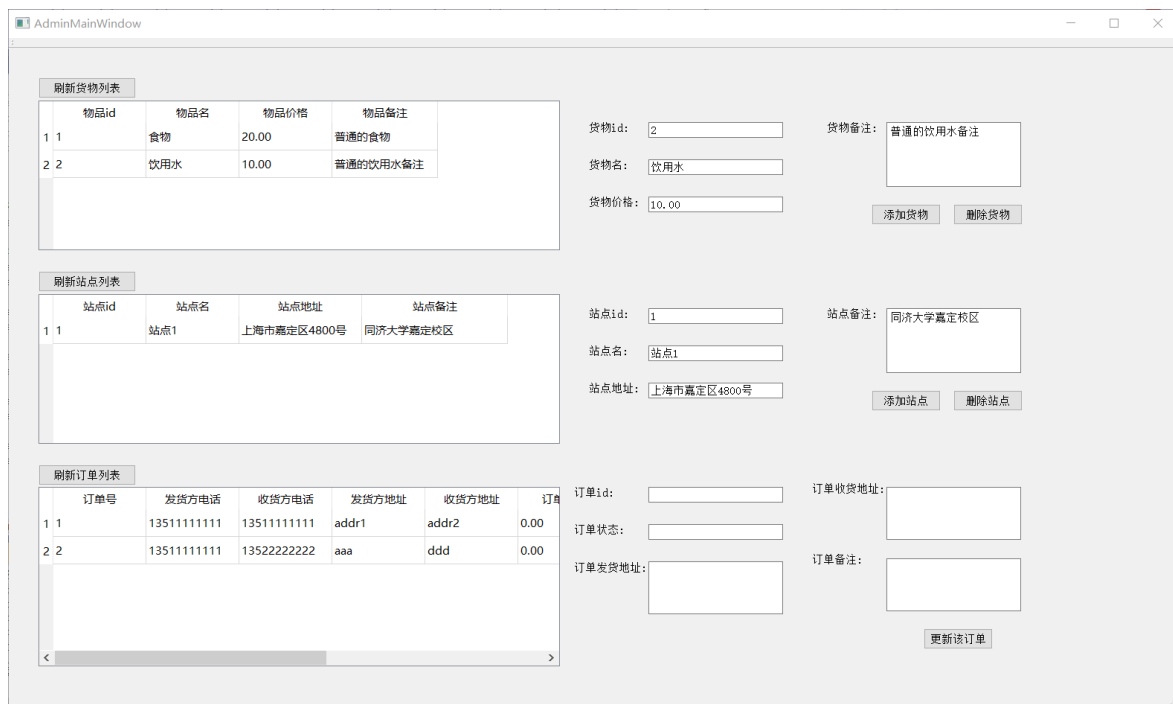 AdminMainWindow
刷新货物列表
物品id 物品名 物品价格 物品备注
1 1 食物 20.00 普通的食物
2 2 饮用水 10.00 普通的饮用水备注
货物id: 2
货物名: 饮用水
货物价格: 10.00
货物备注: 普通的饮用水备注
添加货物 删除货物
刷新站点列表
站点id 站点名 站点地址 站点备注
1 1 站点1 上海市嘉定区4800号 同济大学嘉定校区
站点id: 1
站点名: 站点1
站点地址: 上海市嘉定区4800号
站点备注: 同济大学嘉定校区
添加站点 删除站点
刷新订单列表
订单号 发货方电话 收货方电话 发货方地址 收货方地址 订单
1 1 13511111111 13511111111 addr1 addr2 0.00
2 2 13511111111 13522222222 aaa ddd 0.00
订单id:
订单状态:
订单发货地址:
订单收货地址:
订单备注:
更新该订单